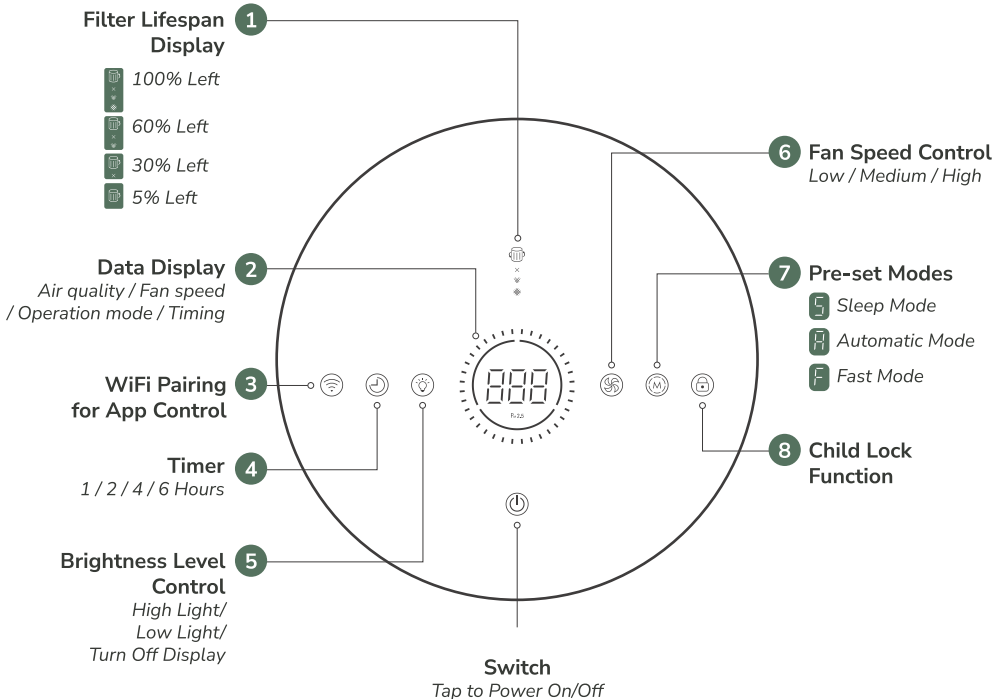 1
Filter Lifespan
Display
100% Left
60% Left
30% Left
5% Left
2
Data Display
Air quality / Fan speed
/ Operation mode / Timing
3
WiFi Pairing
for App Control
4
Timer
1 / 2 / 4 / 6 Hours
5
Brightness Level
Control
High Light/
Low Light/
Turn Off Display
888
M
Switch
Tap to Power On/Off
6
Fan Speed Control
Low / Medium / High
7
Pre-set Modes
S Sleep Mode
A Automatic Mode
F Fast Mode
8
Child Lock
Function